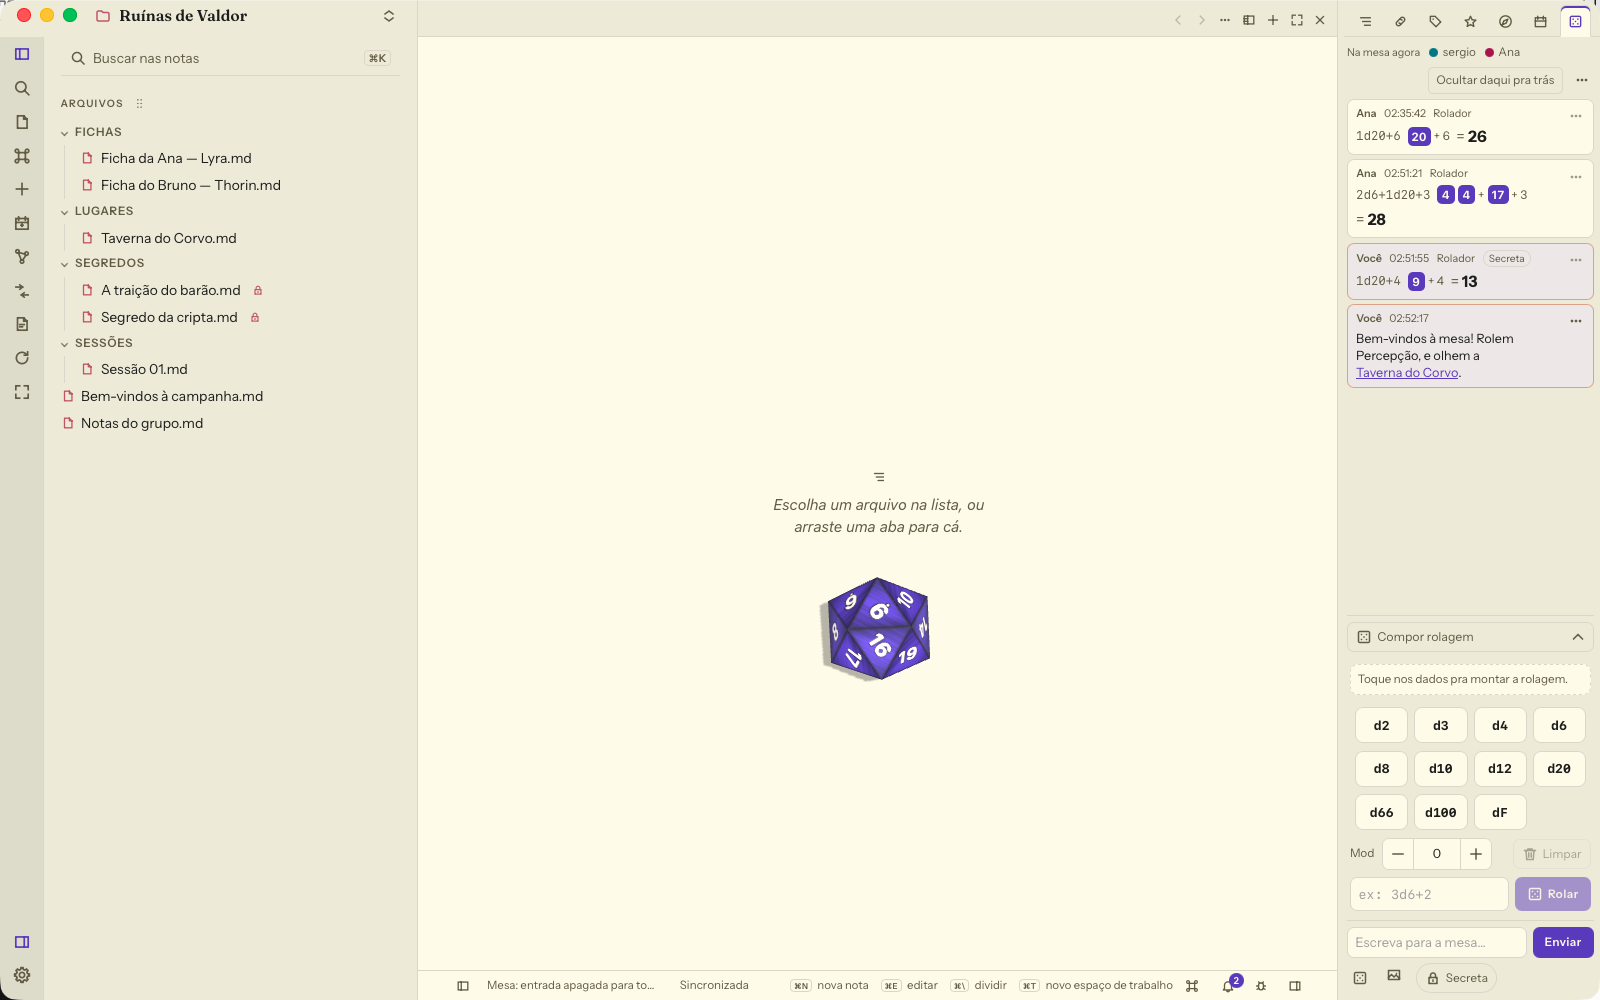 Ruínas de Valdor
Buscar nas notas ⌘K
ARQUIVOS
FICHAS
Ficha da Ana — Lyra.md
Ficha do Bruno — Thorin.md
LUGARES
Taverna do Corvo.md
SEGREDOS
A traição do barão.md
Segredo da cripta.md
SESSÕES
Sessão 01.md
Bem-vindos à campanha.md
Notas do grupo.md
Escolha um arquivo na lista, ou
arraste uma aba para cá.
9 6 10
8 4
16
17 19
Mesa: entrada apagada para to... Sincronizada ⌘N nova nota ⌘E editar ⌘\ dividir ⌘T novo espaço de trabalho 2
Na mesa agora sergio Ana
Ocultar daqui pra trás
Ana 02:35:42 Rolador
1d20+6 20 + 6 = 26
Ana 02:51:21 Rolador
2d6+1d20+3 4 4 + 17 + 3
= 28
Você 02:51:55 Rolador Secreta
1d20+4 9 + 4 = 13
Você 02:52:17
Bem-vindos à mesa! Rolem
Percepção, e olhem a
Taverna do Corvo.
Compor rolagem
Toque nos dados pra montar a rolagem.
d2 d3 d4 d6
d8 d10 d12 d20
d66 d100 dF
Mod — 0 + Limpar
ex: 3d6+2 Rolar
Escreva para a mesa... Enviar
Secreta